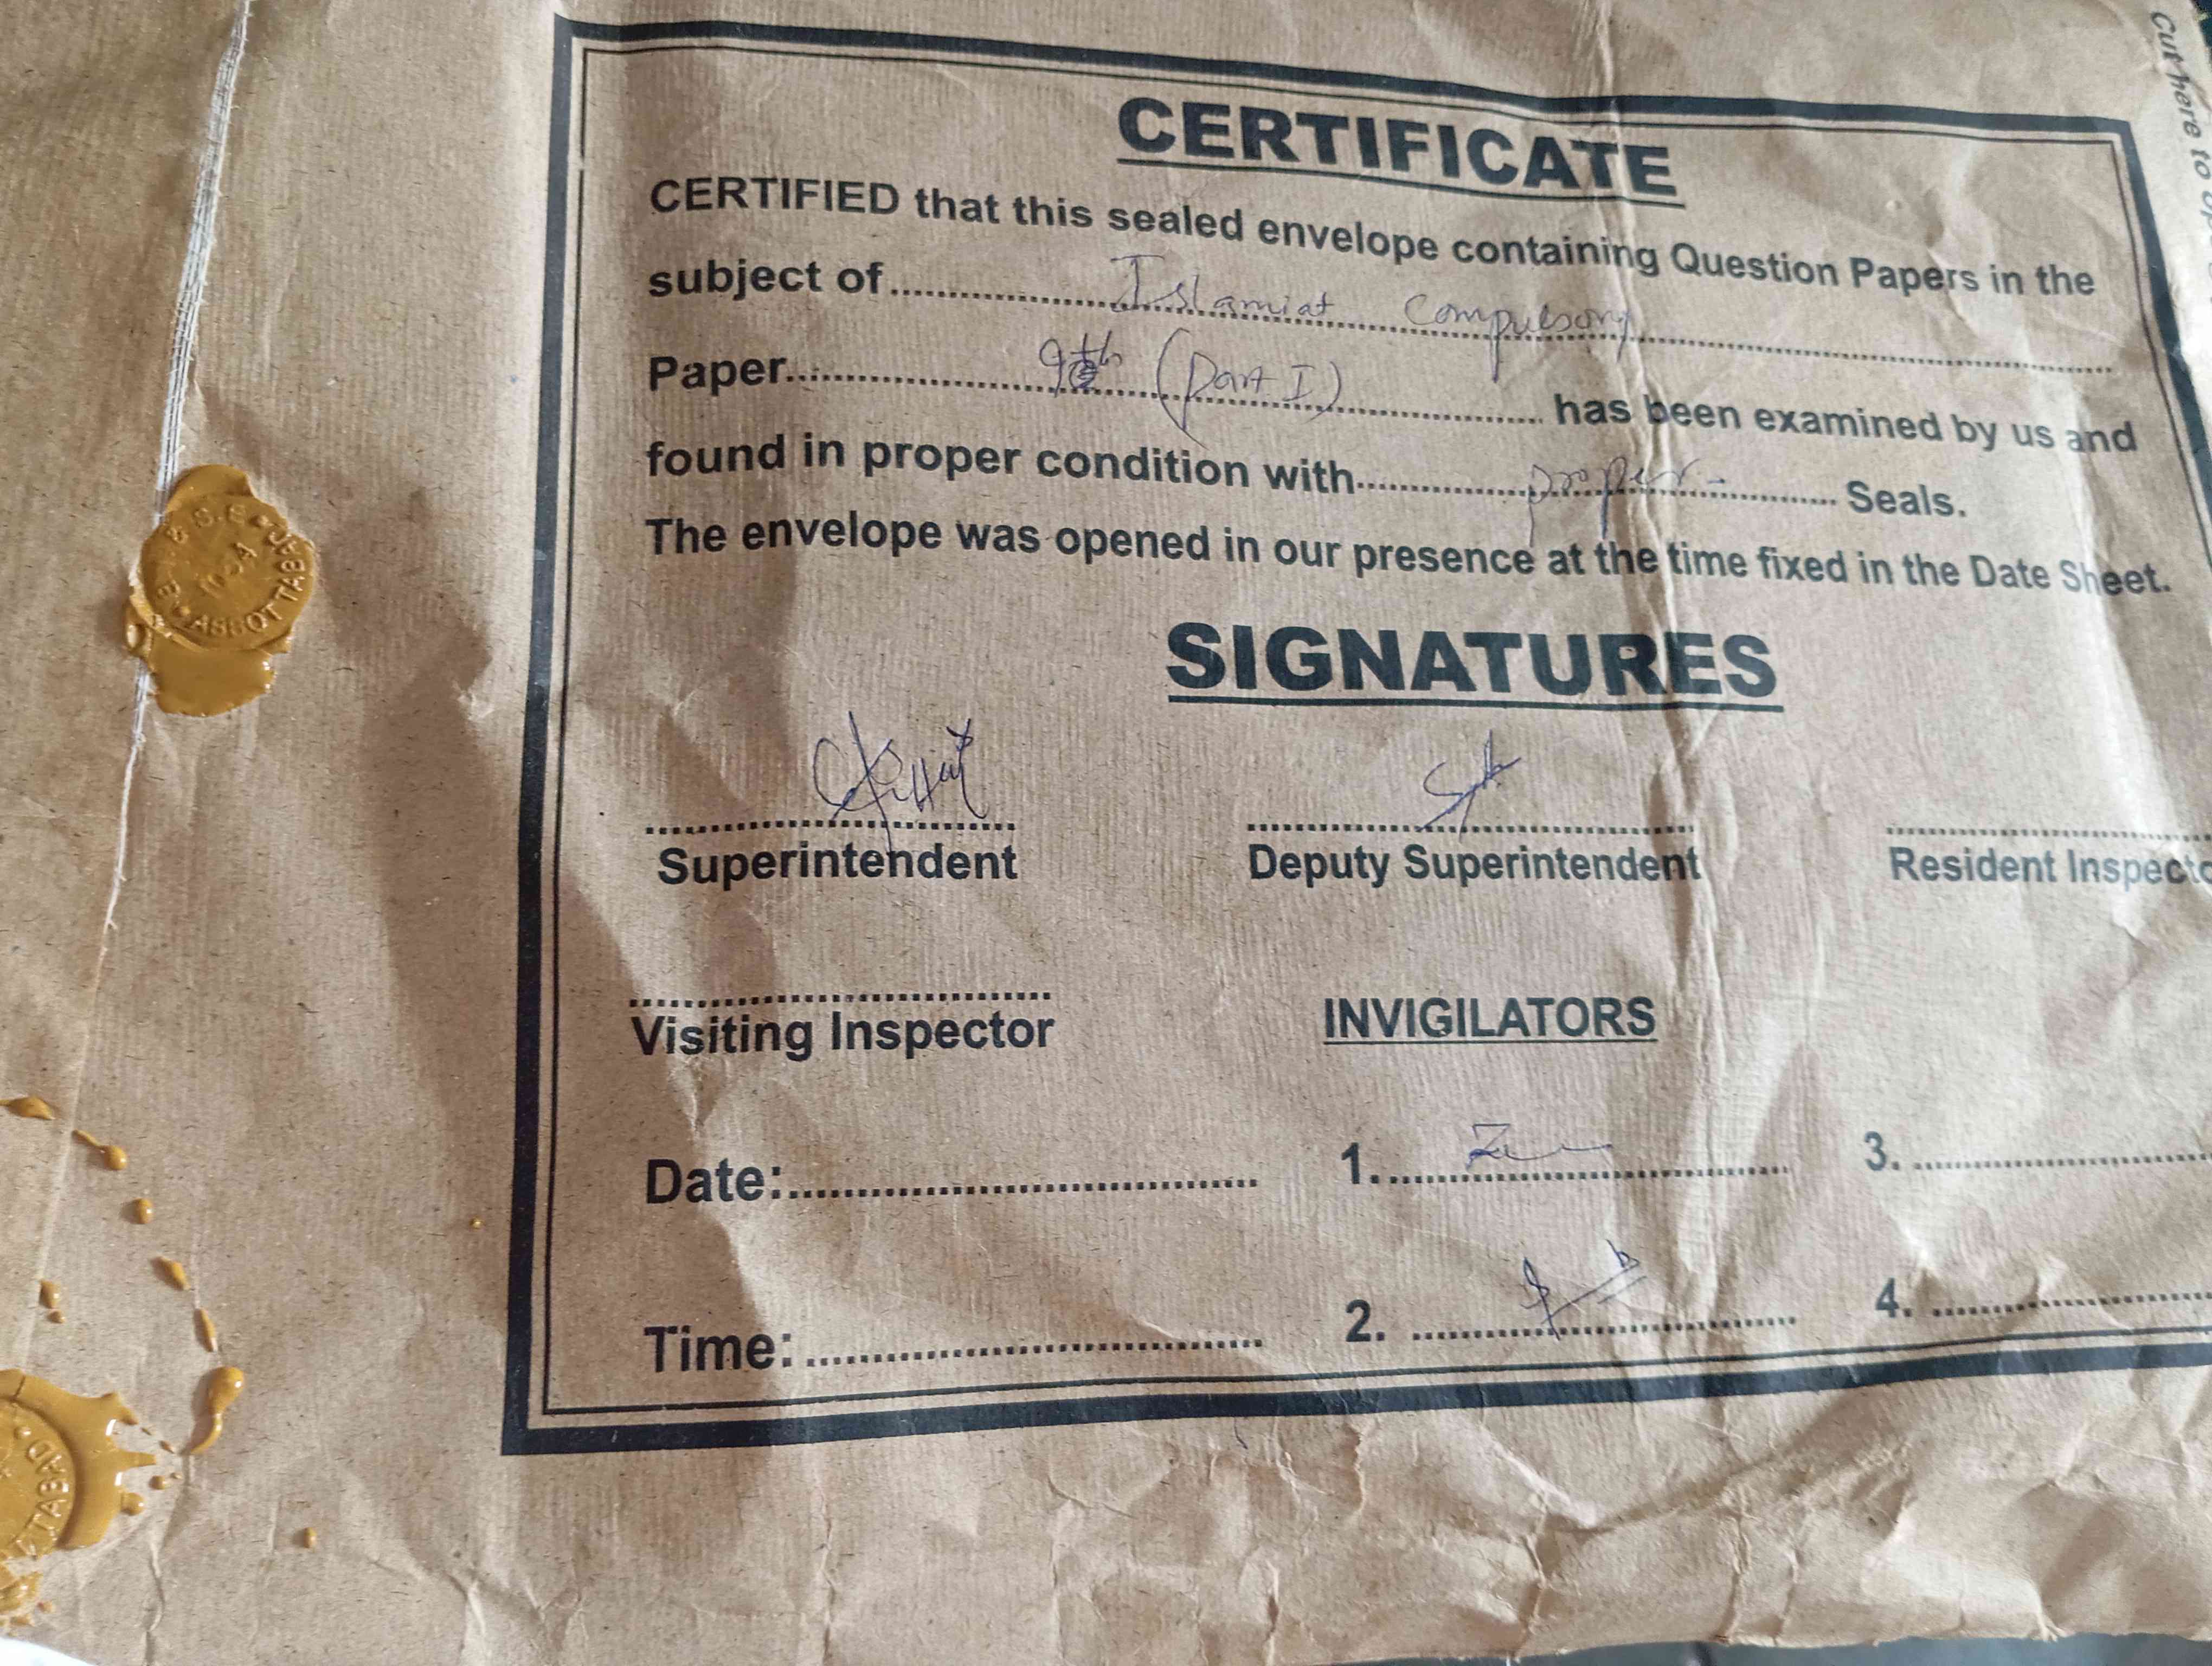 Cut here to
CERTIFICATE
CERTIFIED that this sealed envelope containing Question Papers in the
subject of Islamiat Compulsory
Paper 9th (Part I) has been examined by us and
found in proper condition with proper Seals.
The envelope was opened in our presence at the time fixed in the Date Sheet.
SIGNATURES
Superintendent Deputy Superintendent Resident Inspecto
Visiting Inspector INVIGILATORS
Date: 1. 3.
Time: 2. 4.
B.I.S.E ABBOTTABAD
TTABAD